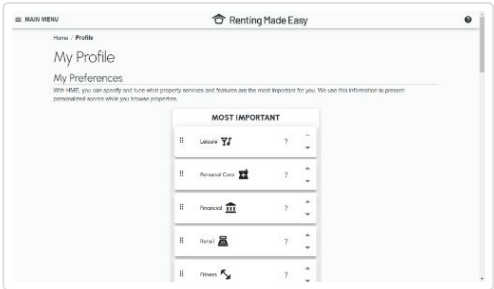 MAIN MENU
Renting Made Easy
?
Home / Profile
My Profile
My Preferences
With HME, you can specify and tune what property services and features are the most important for you. We use this information to present
personalized scores while you browse properties.
MOST IMPORTANT
Leisure ?
Personal Care ?
Financial ?
Retail ?
Fitness ?